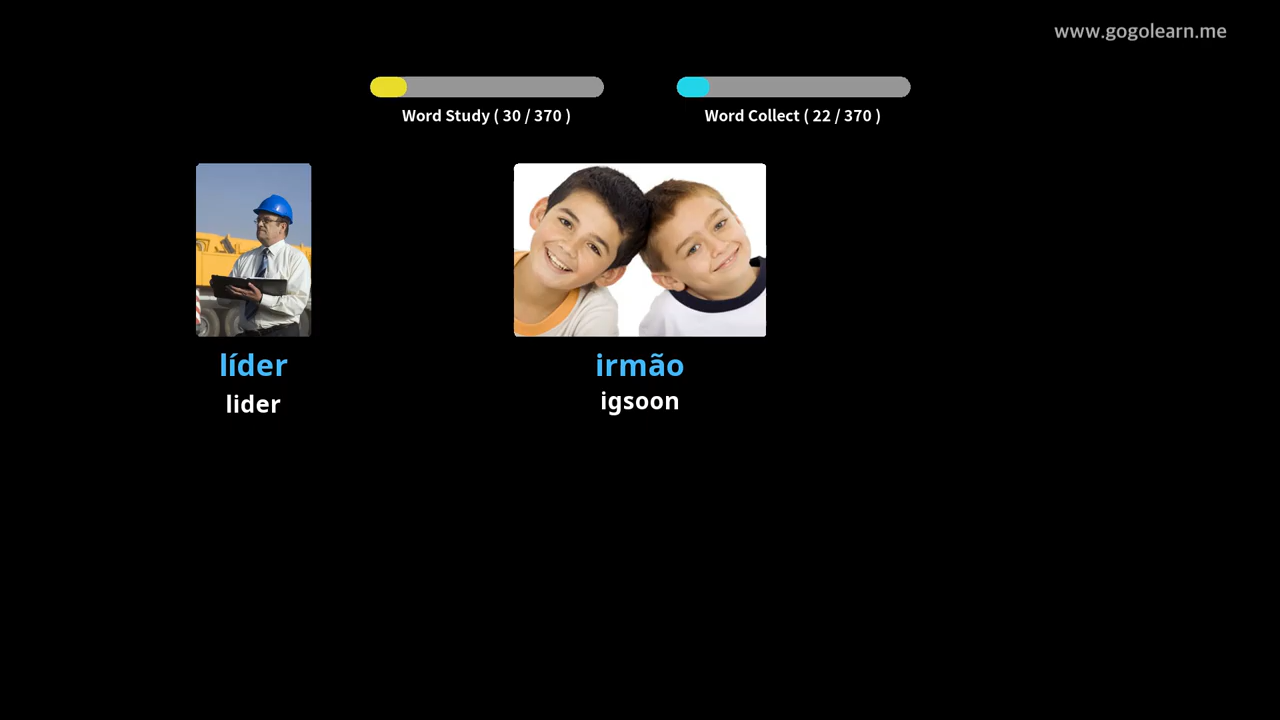 www.gogolearn.me
Word Study ( 30 / 370 )
Word Collect ( 22 / 370 )
líder
lider
irmão
igsoon